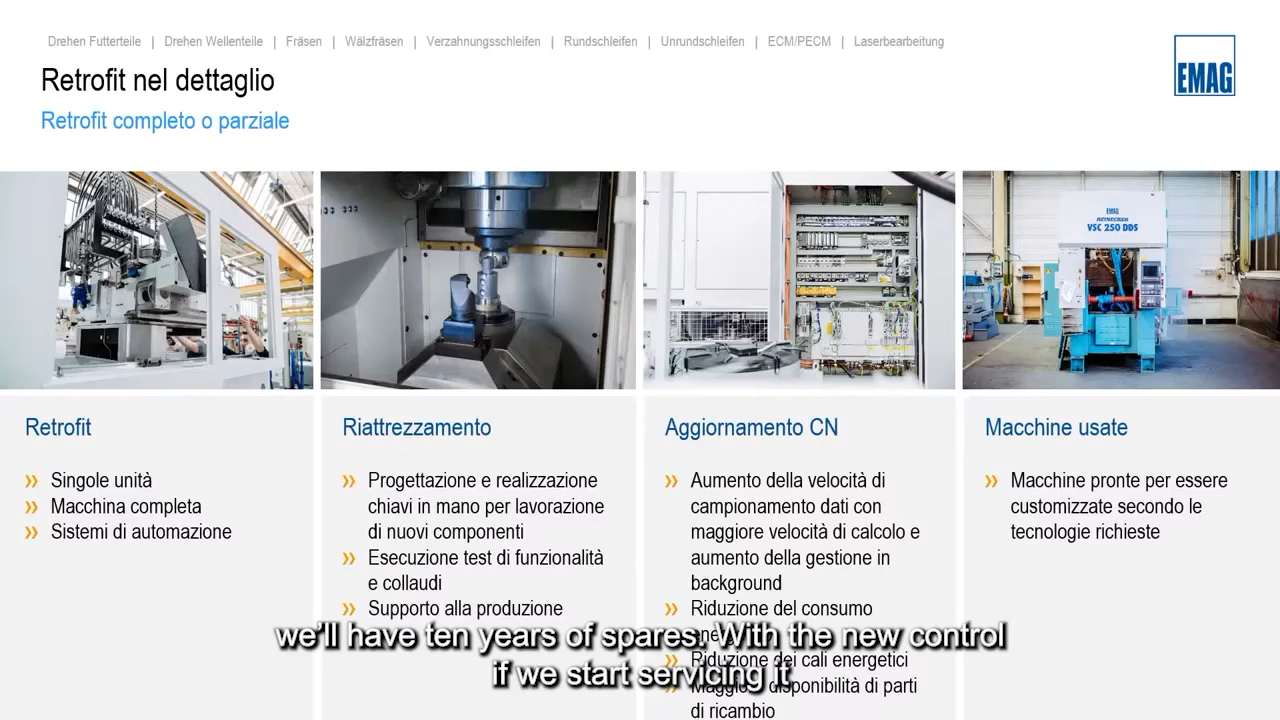 Drehen Futterteile | Drehen Wellenteile | Fräsen | Wälzfräsen | Verzahnungsschleifen | Rundschleifen | Unrundschleifen | ECM/PECM | Laserbearbeitung
EMAG
Retrofit nel dettaglio
Retrofit completo o parziale
EMAG
REINECKER
VSC 250 DDS
Retrofit
Singole unità
Macchina completa
Sistemi di automazione
Riattrezzamento
Progettazione e realizzazione
chiavi in mano per lavorazione
di nuovi componenti
Esecuzione test di funzionalità
e collaudi
Supporto alla produzione
Aggiornamento CN
Aumento della velocità di
campionamento dati con
maggiore velocità di calcolo e
aumento della gestione in
background
Riduzione del consumo
Riduzione dei cali energetici
Maggiore disponibilità di parti
di ricambio
Macchine usate
Macchine pronte per essere
customizzate secondo le
tecnologie richieste
we'll have ten years of spares. With the new control
if we start servicing it